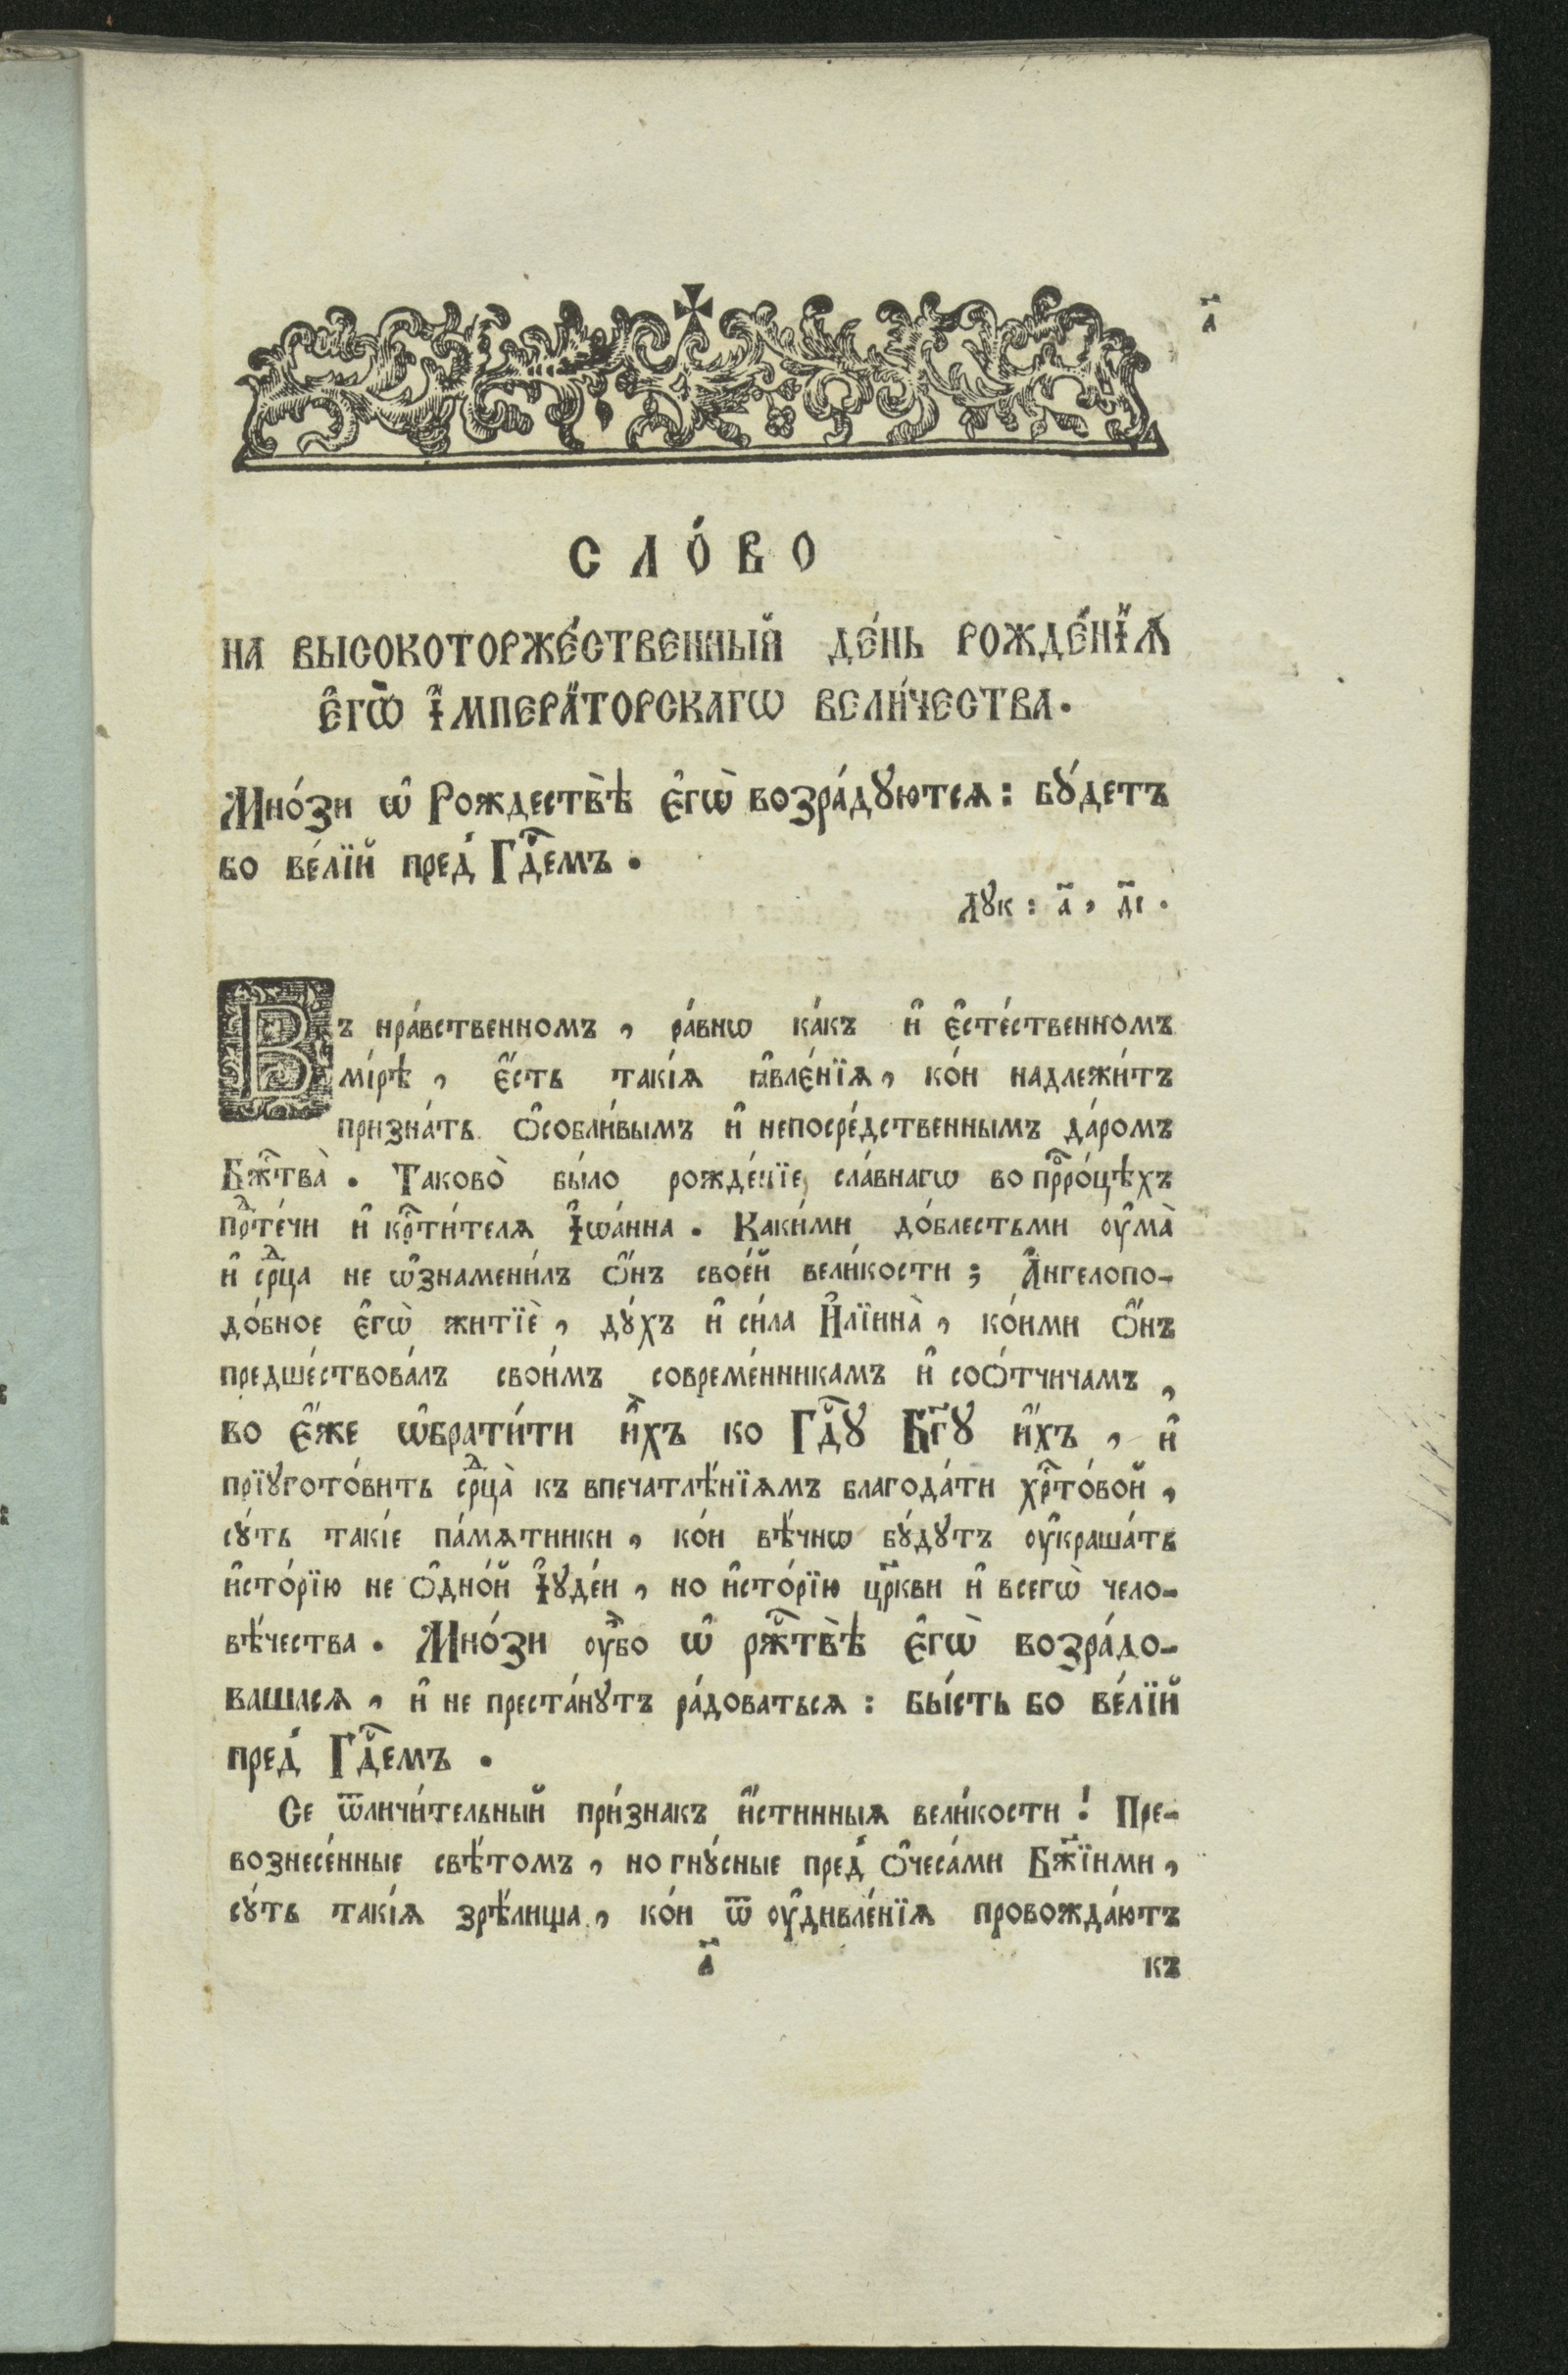 а҃
СЛО́ВО
НА ВЫСОКОТОРЖЕ́СТВЕННЫЙ ДЕ́НЬ РОЖДЕ́НЇѦ
Е҆ГѠ̀ І҆МПЕРА́ТОРСКАГѠ ВЕЛИ́ЧЕСТВА.
Мно́зи ѡ҆ Рождествѣ̀ є҆гѡ̀ возра́дꙋются: бꙋ́детъ
бо ве́лїй пред̾ Гдⷭ҇емъ.
Лꙋк: а҃, дı҃.
Въ нра́вственномъ, ра́внѡ ка́къ и҆ є҆сте́ственномъ
мі́рѣ, є҆́сть такі́ѧ ꙗ҆вле́нїѧ, ко́и надлежи́тъ
призна́ть ѻ҆собли́вымъ и҆ непосре́дственнымъ да́ромъ
Бж҃ⷭ҇тва̀. Таково̀ бы́ло рожде́нїе сла́внагѡ во прⷪ҇ро́цѣхъ
прⷣте́чи и҆ крⷭ҇ти́телѧ І҆ѡа́нна. Каки́ми до́блестьми ᲂу҆ма̀
и҆ срⷣца не ѡ҆знамени́лъ ѻ҆́нъ свое́й вели́кости; А҆́нгелопо-
до́бное є҆гѡ̀ житїѐ, дꙋ́хъ и҆ си́ла И҆лїинна̀, ко́ими ѻ҆́нъ
предше́ствова́лъ свои́мъ совреме́нникамъ и҆ соѻ́тчичамъ,
во є҆́же ѡ҆брати́ти и҆̀хъ ко Гдⷭ҇ꙋ Бг҃ꙋ и҆́хъ, и҆
прїꙋгото́вить срⷣца̀ къ впечатлѣ́нїѧмъ благода́ти хрⷭ҇то́вой,
сꙋ́ть такі́е па́мѧтники, ко́и вѣ́чнѡ бꙋ́дꙋтъ ᲂу҆краша́ть
и҆сто́рїю не ѻ҆дно́й І҆ꙋде́и, но и҆сто́рїю цр҃кви и҆ всегѡ̀ чело-
вѣ́чества. Мно́зи ᲂу҆́бо ѡ҆ рж҃ⷭ҇твѣ̀ є҆гѡ̀ возра́до-
вашасѧ, и҆ не преста́нꙋтъ ра́доватьсѧ: бы́сть бо ве́лїй
пред̾ Гдⷭ҇емъ.
Се ѿличи́тельный при́знакъ и҆́стинныѧ вели́кости! Пре-
вознесе́нные свѣ́томъ, но гнꙋ́сные пред̾ ѻ҆чеса́ми Бж҃їими,
сꙋ́ть такі́ѧ зрѣ́лища, ко́и ѿ ᲂу҆дивле́нїѧ провожда́ютъ
а҃ къ